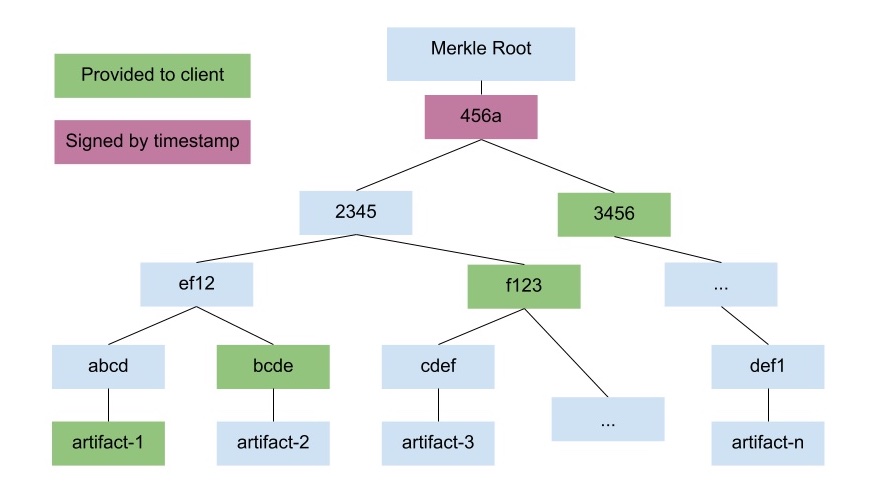 Merkle Root
Provided to client
456a
Signed by timestamp
2345
3456
ef12
f123
...
abcd
bcde
cdef
def1
...
artifact-1
artifact-2
artifact-3
artifact-n